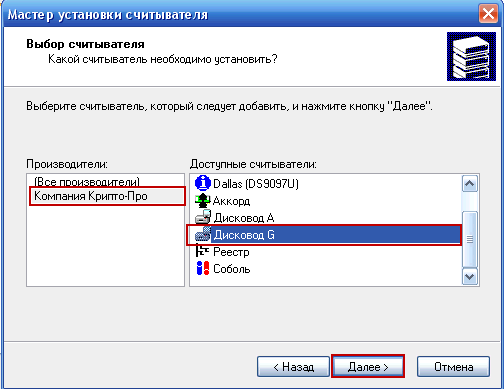 Мастер установки считывателя
Выбор считывателя
Какой считыватель необходимо установить?
Выберите считыватель, который следует добавить, и нажмите кнопку "Далее".
Производители:
(Все производители)
Компания Крипто-Про
Доступные считыватели:
Dallas (DS9097U)
Аккорд
Дисковод A
Дисковод G
Реестр
Соболь
< Назад
Далее >
Отмена